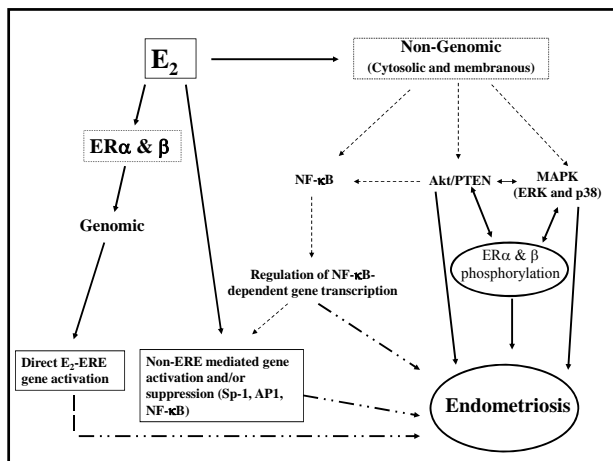 E₂
Non-Genomic
(Cytosolic and membranous)
ERα & β
NF-κB
Akt/PTEN
MAPK
(ERK and p38)
Genomic
ERα & β
phosphorylation
Regulation of NF-κB-
dependent gene transcription
Direct E₂-ERE
gene activation
Non-ERE mediated gene
activation and/or
suppression (Sp-1, AP1,
NF-κB)
Endometriosis